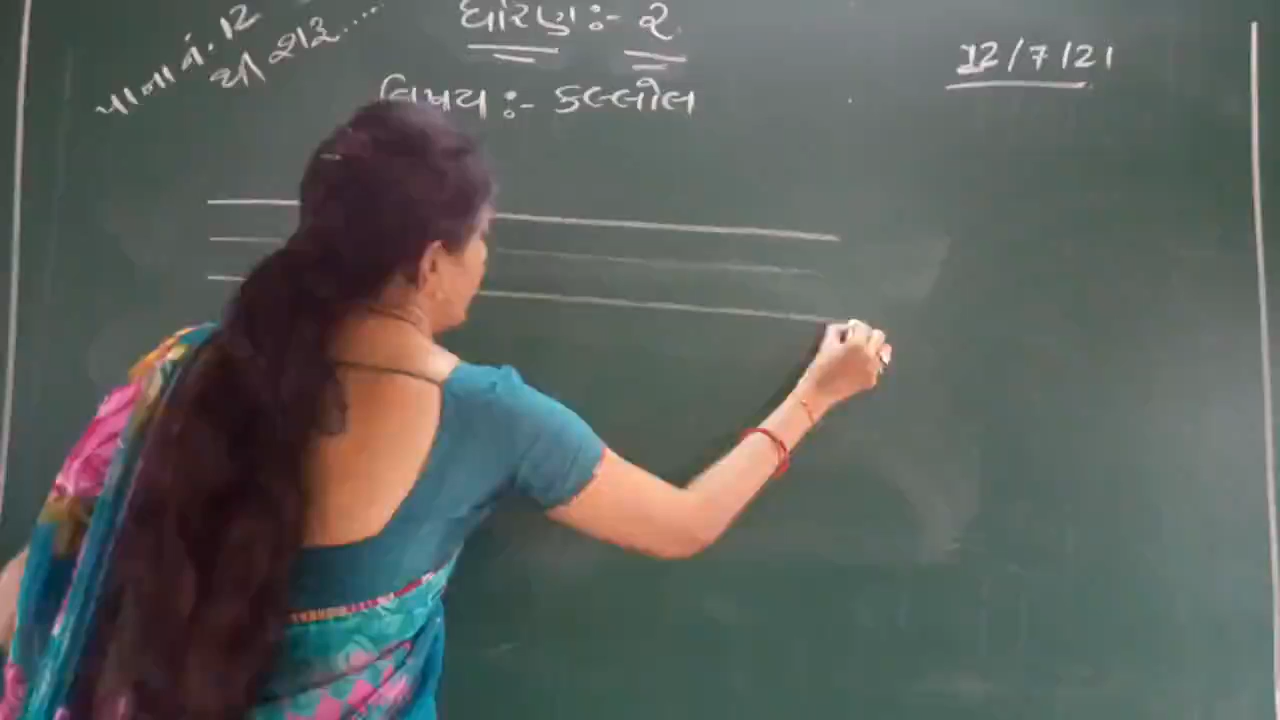 ધોરણ :- ૨
12/7/21
વિષય :- કલ્લોલ
પાના નં. 12
થી શરૂ....